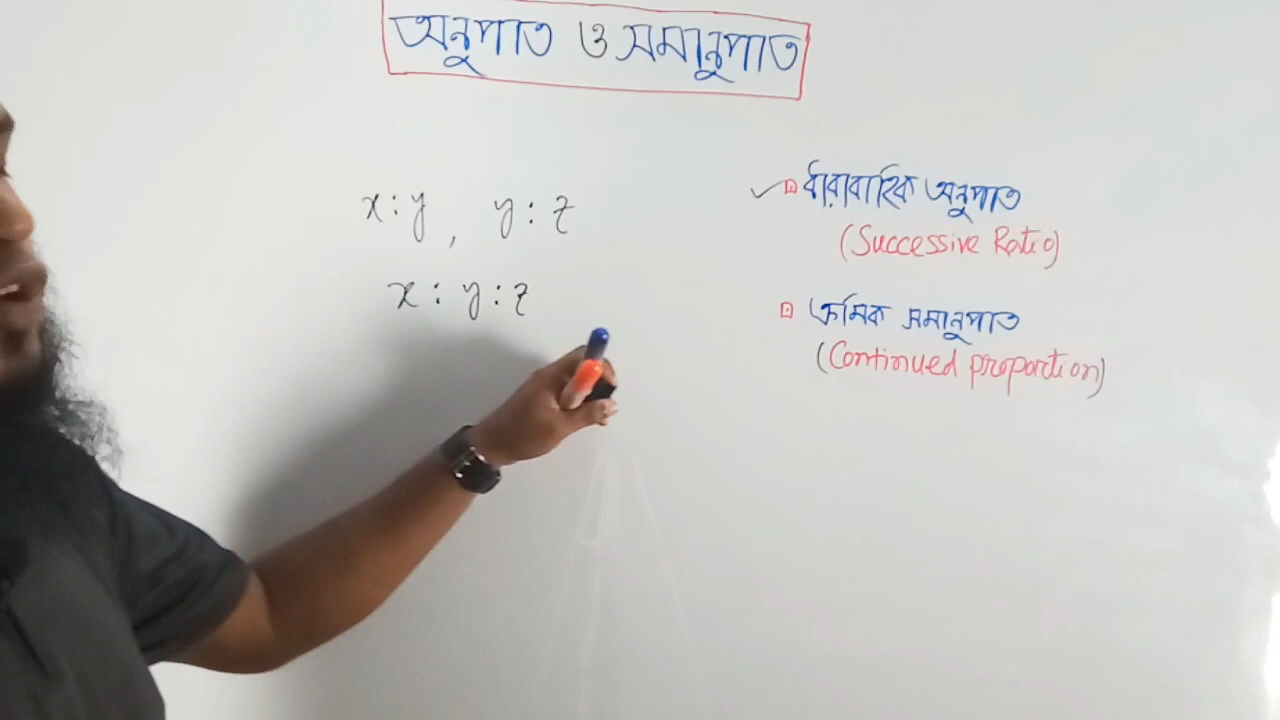 অনুপাত ও সমানুপাত
x : y , y : z
x : y : z
ধারাবাহিক অনুপাত
(Successive Ratio)
ক্রমিক সমানুপাত
(Continued proportion)